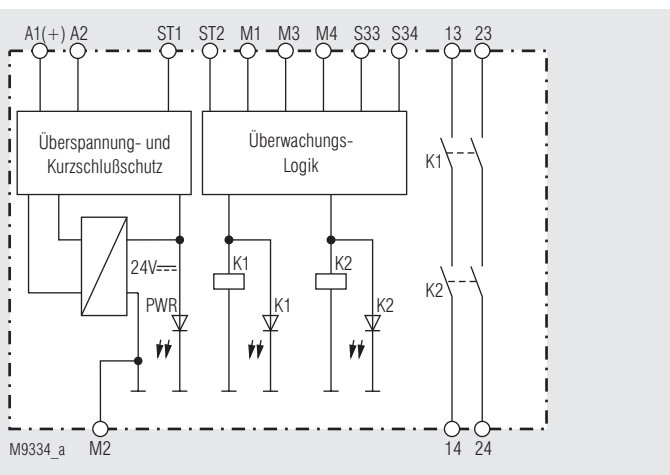 A1(+) A2 ST1 ST2 M1 M3 M4 S33 S34 13 23
Überspannung- und
Kurzschlußschutz
Überwachungs-
Logik
K1
24V
K1
K2
K2
PWR
K1
K2
M9334_a
M2
14 24